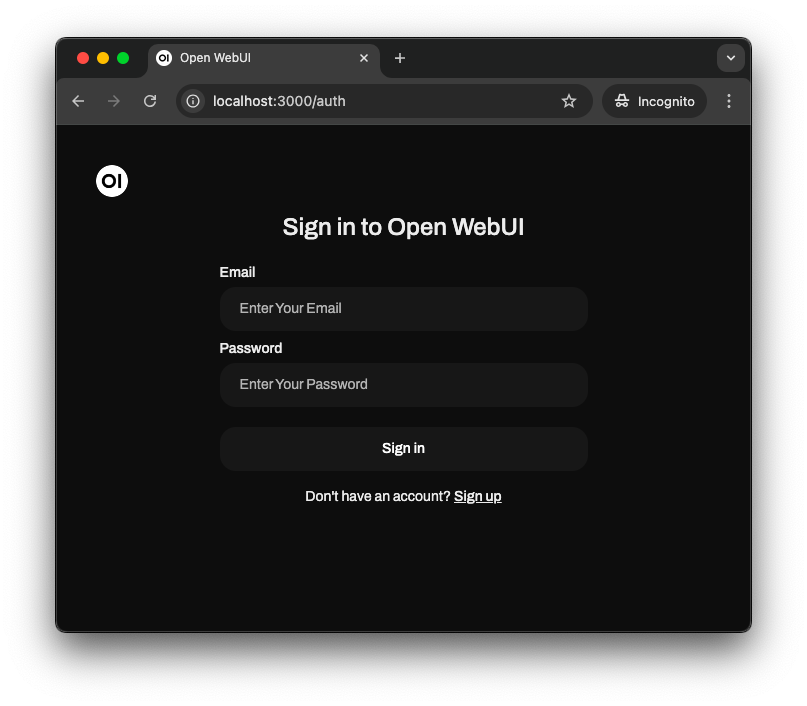 OI Open WebUI
localhost:3000/auth
Incognito
OI
Sign in to Open WebUI
Email
Enter Your Email
Password
Enter Your Password
Sign in
Don't have an account? Sign up